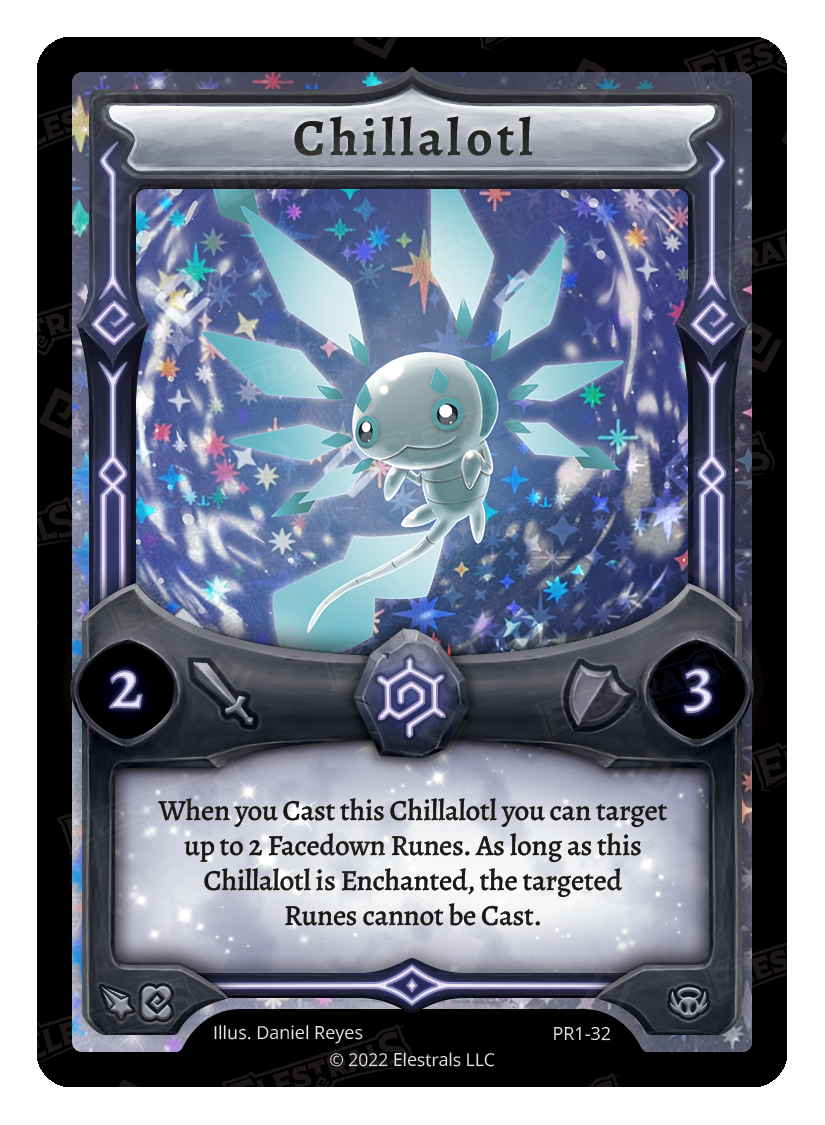 Chillalotl
2
3
When you Cast this Chillalotl you can target
up to 2 Facedown Runes. As long as this
Chillalotl is Enchanted, the targeted
Runes cannot be Cast.
Illus. Daniel Reyes
PR1-32
© 2022 Elestrals LLC